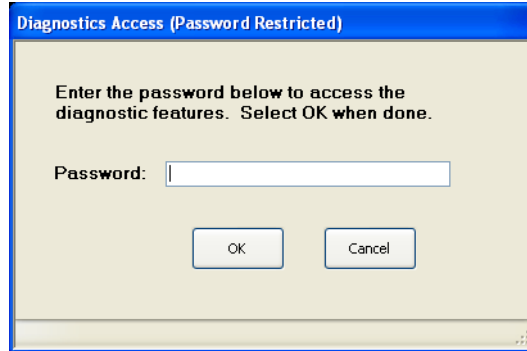 Diagnostics Access (Password Restricted)
Enter the password below to access the
diagnostic features.  Select OK when done.
Password:
OK
Cancel